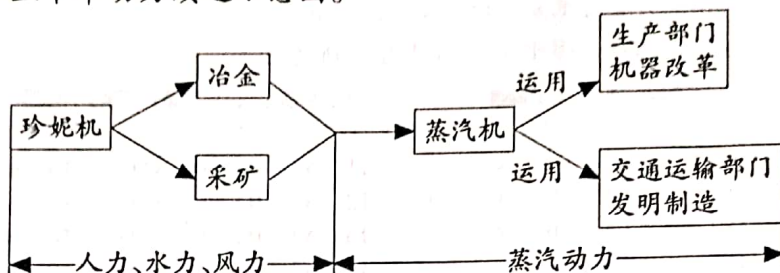 生产部门
机器改革
冶金
运用
珍妮机
蒸汽机
采矿
运用
交通运输部门
发明制造
人力、水力、风力
蒸汽动力